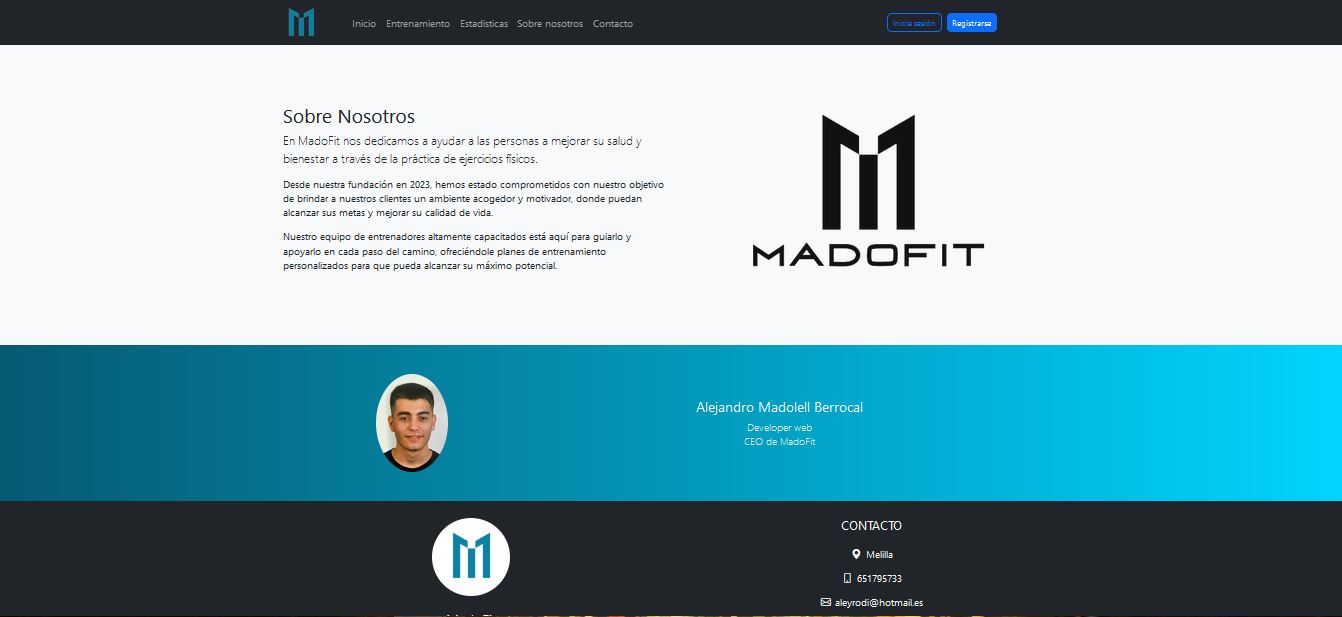 Inicio Entrenamiento Estadisticas Sobre nosotros Contacto
Inicia sesión Registrarse
Sobre Nosotros
En MadoFit nos dedicamos a ayudar a las personas a mejorar su salud y
bienestar a través de la práctica de ejercicios físicos.
Desde nuestra fundación en 2023, hemos estado comprometidos con nuestro objetivo
de brindar a nuestros clientes un ambiente acogedor y motivador, donde puedan
alcanzar sus metas y mejorar su calidad de vida.
Nuestro equipo de entrenadores altamente capacitados está aquí para guiarlo y
apoyarlo en cada paso del camino, ofreciéndole planes de entrenamiento
personalizados para que pueda alcanzar su máximo potencial.
MADOFIT
Alejandro Madolell Berrocal
Developer web
CEO de MadoFit
CONTACTO
Melilla
651795733
aleyrodi@hotmail.es